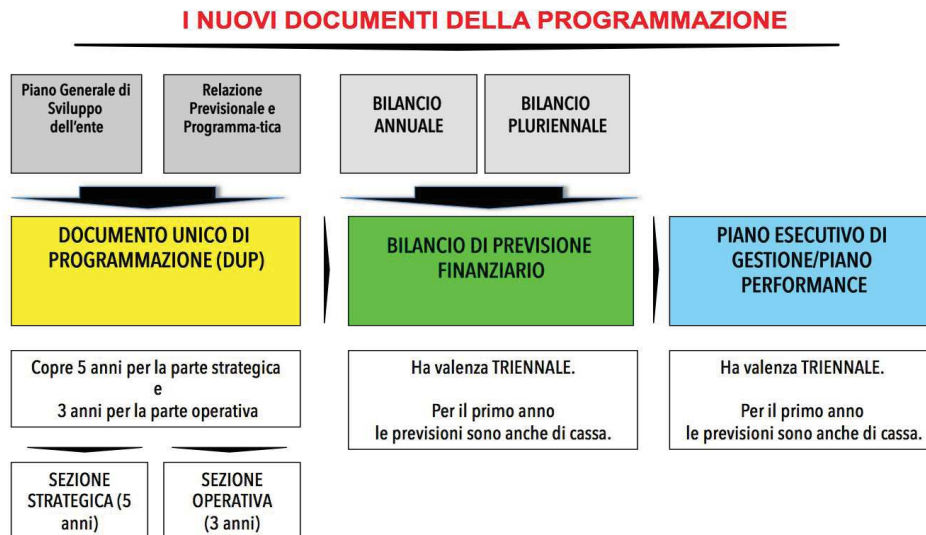 I NUOVI DOCUMENTI DELLA PROGRAMMAZIONE
Piano Generale di
Sviluppo
dell'ente
Relazione
Previsionale e
Programma-tica
BILANCIO
ANNUALE
BILANCIO
PLURIENNALE
DOCUMENTO UNICO DI
PROGRAMMAZIONE (DUP)
BILANCIO DI PREVISIONE
FINANZIARIO
PIANO ESECUTIVO DI
GESTIONE/PIANO
PERFORMANCE
Copre 5 anni per la parte strategica
e
3 anni per la parte operativa
Ha valenza TRIENNALE.
Per il primo anno
le previsioni sono anche di cassa.
Ha valenza TRIENNALE.
Per il primo anno
le previsioni sono anche di cassa.
SEZIONE
STRATEGICA (5
anni)
SEZIONE
OPERATIVA
(3 anni)